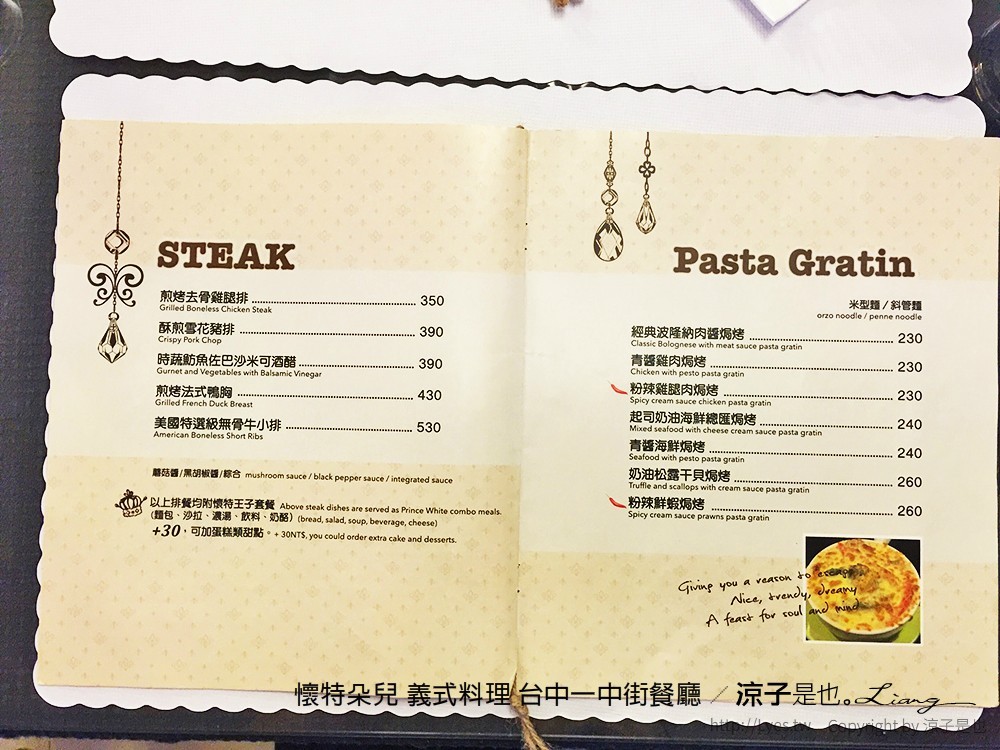 STEAK
煎烤去骨雞腿排 350
Grilled Boneless Chicken Steak
酥煎雪花豬排 390
Crispy Pork Chop
時蔬魴魚佐巴沙米可酒醋 390
Gurnet and Vegetables with Balsamic Vinegar
煎烤法式鴨胸 430
Grilled French Duck Breast
美國特選級無骨牛小排 530
American Boneless Short Ribs
蘑菇醬/黑胡椒醬/綜合 mushroom sauce / black pepper sauce / integrated sauce
以上排餐均附懷特王子套餐 Above steak dishes are served as Prince White combo meals.
(麵包、沙拉、濃湯、飲料、奶酪) (bread, salad, soup, beverage, cheese)
+30，可加蛋糕類甜點。+ 30NT$, you could order extra cake and desserts.
Pasta Gratin
米型麵 / 斜管麵
orzo noodle / penne noodle
經典波隆納肉醬焗烤 230
Classic Bolognese with meat sauce pasta gratin
青醬雞肉焗烤 230
Chicken with pesto pasta gratin
粉辣雞腿肉焗烤 230
Spicy cream sauce chicken pasta gratin
起司奶油海鮮總匯焗烤 240
Mixed seafood with cheese cream sauce pasta gratin
青醬海鮮焗烤 240
Seafood with pesto pasta gratin
奶油松露干貝焗烤 260
Truffle and scallops with cream sauce pasta gratin
粉辣鮮蝦焗烤 260
Spicy cream sauce prawns pasta gratin
Giving you a reason to escape.
Nice, trendy, dreamy
A feast for soul and mind
懷特朵兒 義式料理 台中一中街餐廳 / 涼子是也。Liang
Copyright by 涼子是也